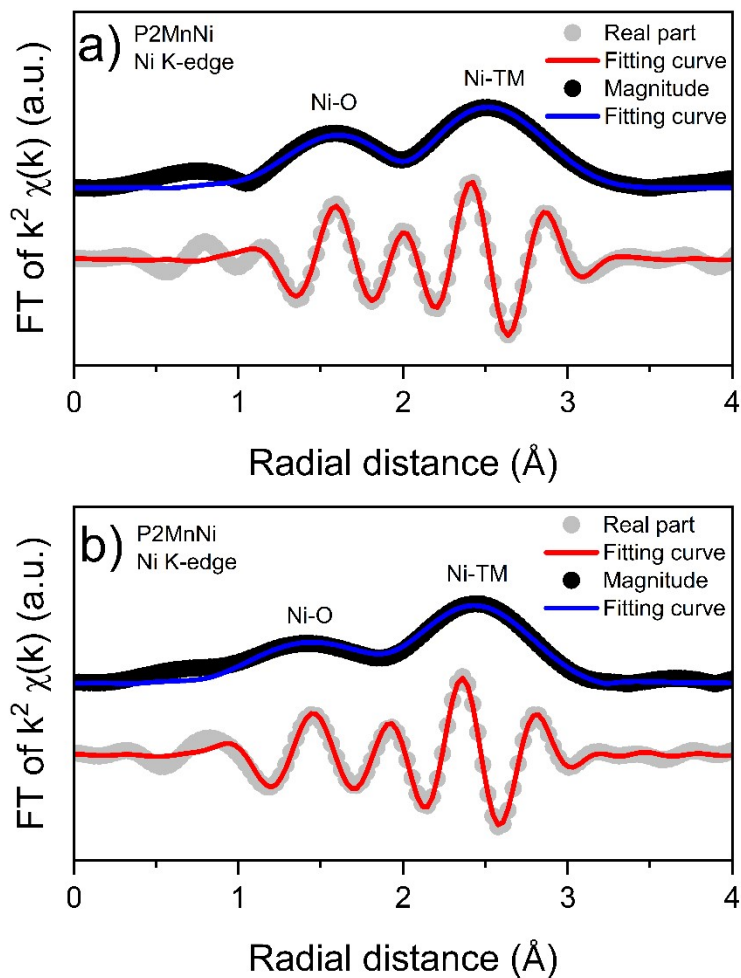 a)
P2MnNi
Ni K-edge
Real part
Fitting curve
Magnitude
Fitting curve
Ni-O
Ni-TM
FT of k² χ(k) (a.u.)
0 1 2 3 4
Radial distance (Å)
b)
P2MnNi
Ni K-edge
Real part
Fitting curve
Magnitude
Fitting curve
Ni-O
Ni-TM
FT of k² χ(k) (a.u.)
0 1 2 3 4
Radial distance (Å)